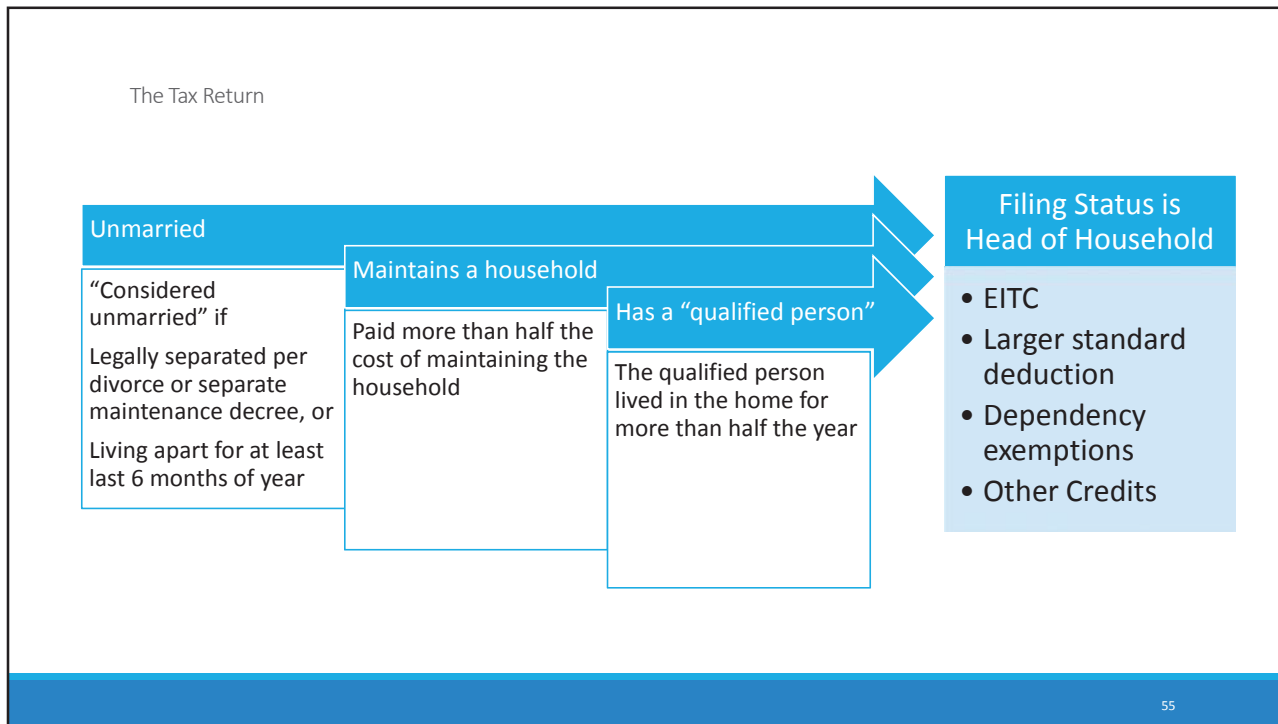 The Tax Return
Unmarried
“Considered
unmarried” if
Legally separated per
divorce or separate
maintenance decree, or
Living apart for at least
last 6 months of year
Maintains a household
Paid more than half the
cost of maintaining the
household
Has a “qualified person”
The qualified person
lived in the home for
more than half the year
Filing Status is
Head of Household
• EITC
• Larger standard
deduction
• Dependency
exemptions
• Other Credits
55